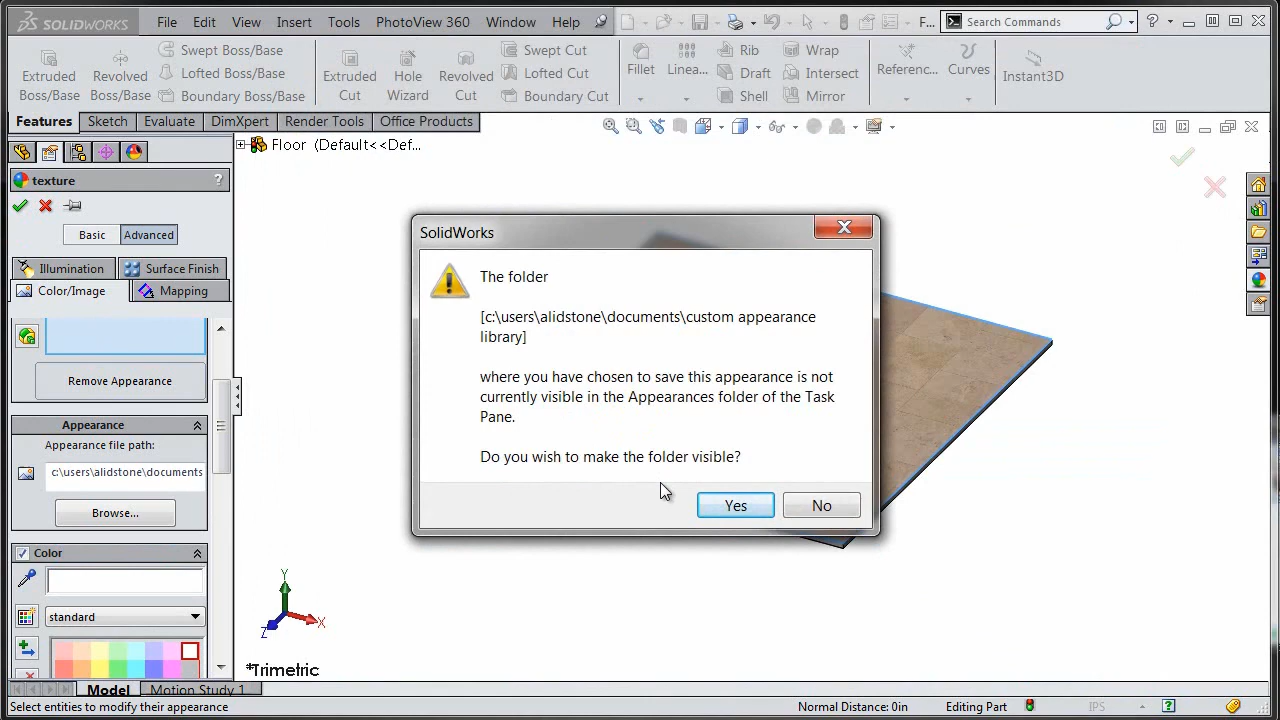 SOLIDWORKS File Edit View Insert Tools PhotoView 360 Window Help F... Search Commands
Extruded Boss/Base
Revolved Boss/Base
Swept Boss/Base
Lofted Boss/Base
Boundary Boss/Base
Extruded Cut
Hole Wizard
Revolved Cut
Swept Cut
Lofted Cut
Boundary Cut
Fillet
Linea...
Rib
Draft
Shell
Wrap
Intersect
Mirror
Referenc...
Curves
Instant3D
Features Sketch Evaluate DimXpert Render Tools Office Products
Floor (Default<<Def...
texture ?
Basic Advanced
Illumination Surface Finish
Color/Image Mapping
Remove Appearance
Appearance
Appearance file path:
c:\users\alidstone\documents
Browse...
Color
standard
SolidWorks
The folder
[c:\users\alidstone\documents\custom appearance
library]
where you have chosen to save this appearance is not
currently visible in the Appearances folder of the Task
Pane.
Do you wish to make the folder visible?
Yes No
Y
X
Z
*Trimetric
Model Motion Study 1
Select entities to modify their appearance Normal Distance: 0in Editing Part IPS